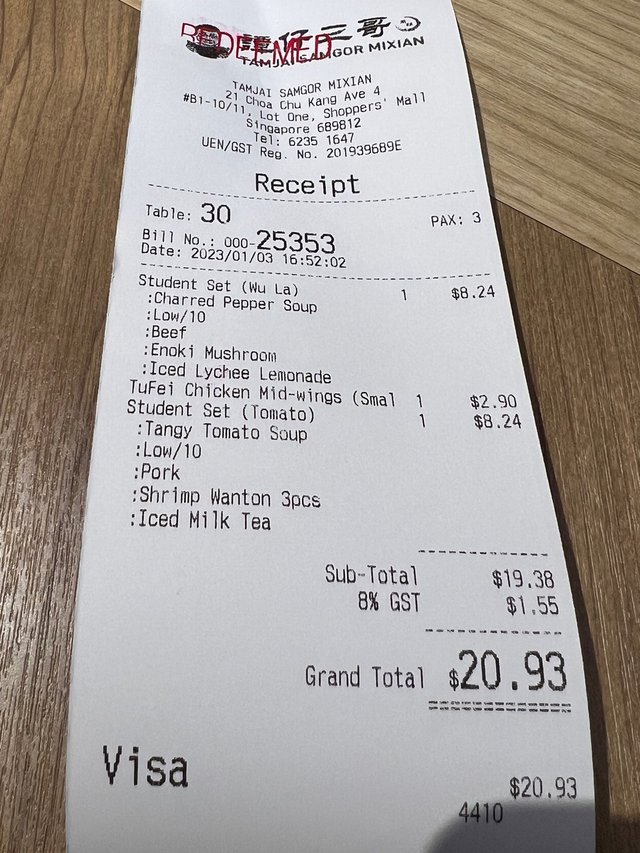 REDEEMED
譚仔三哥
TAMJAI SAMGOR MIXIAN
TAMJAI SAMGOR MIXIAN
21 Choa Chu Kang Ave 4
#B1-10/11, Lot One, Shoppers' Mall
Singapore 689812
Tel: 6235 1647
UEN/GST Reg. No. 201939689E
Receipt
Table: 30 PAX: 3
Bill No.: 000-25353
Date: 2023/01/03 16:52:02
Student Set (Wu La) 1 $8.24
:Charred Pepper Soup
:Low/10
:Beef
:Enoki Mushroom
:Iced Lychee Lemonade
TuFei Chicken Mid-wings (Smal 1 $2.90
Student Set (Tomato) 1 $8.24
:Tangy Tomato Soup
:Low/10
:Pork
:Shrimp Wanton 3pcs
:Iced Milk Tea
Sub-Total $19.38
8% GST $1.55
Grand Total $20.93
Visa $20.93
4410